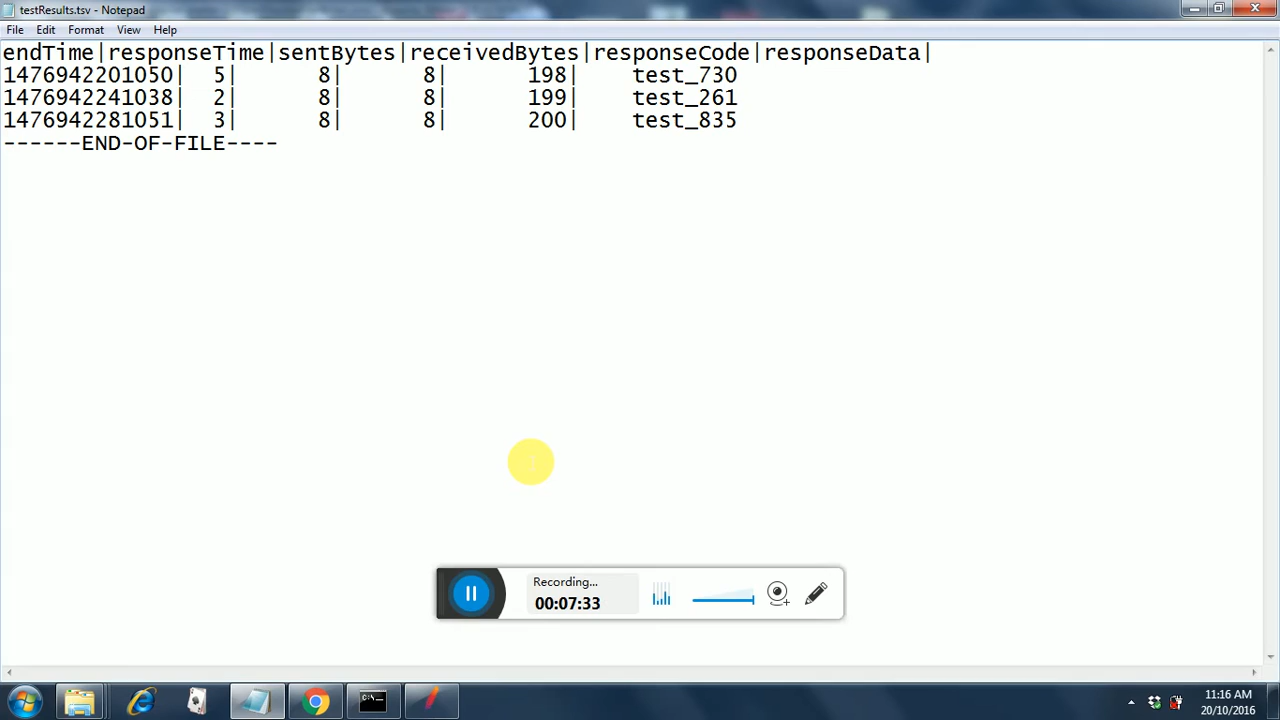 testResults.tsv - Notepad
File Edit Format View Help
endTime|responseTime|sentBytes|receivedBytes|responseCode|responseData|
1476942201050| 5| 8| 8| 198| test_730
1476942241038| 2| 8| 8| 199| test_261
1476942281051| 3| 8| 8| 200| test_835
------END-OF-FILE----
Recording...
00:07:33
11:16 AM
20/10/2016